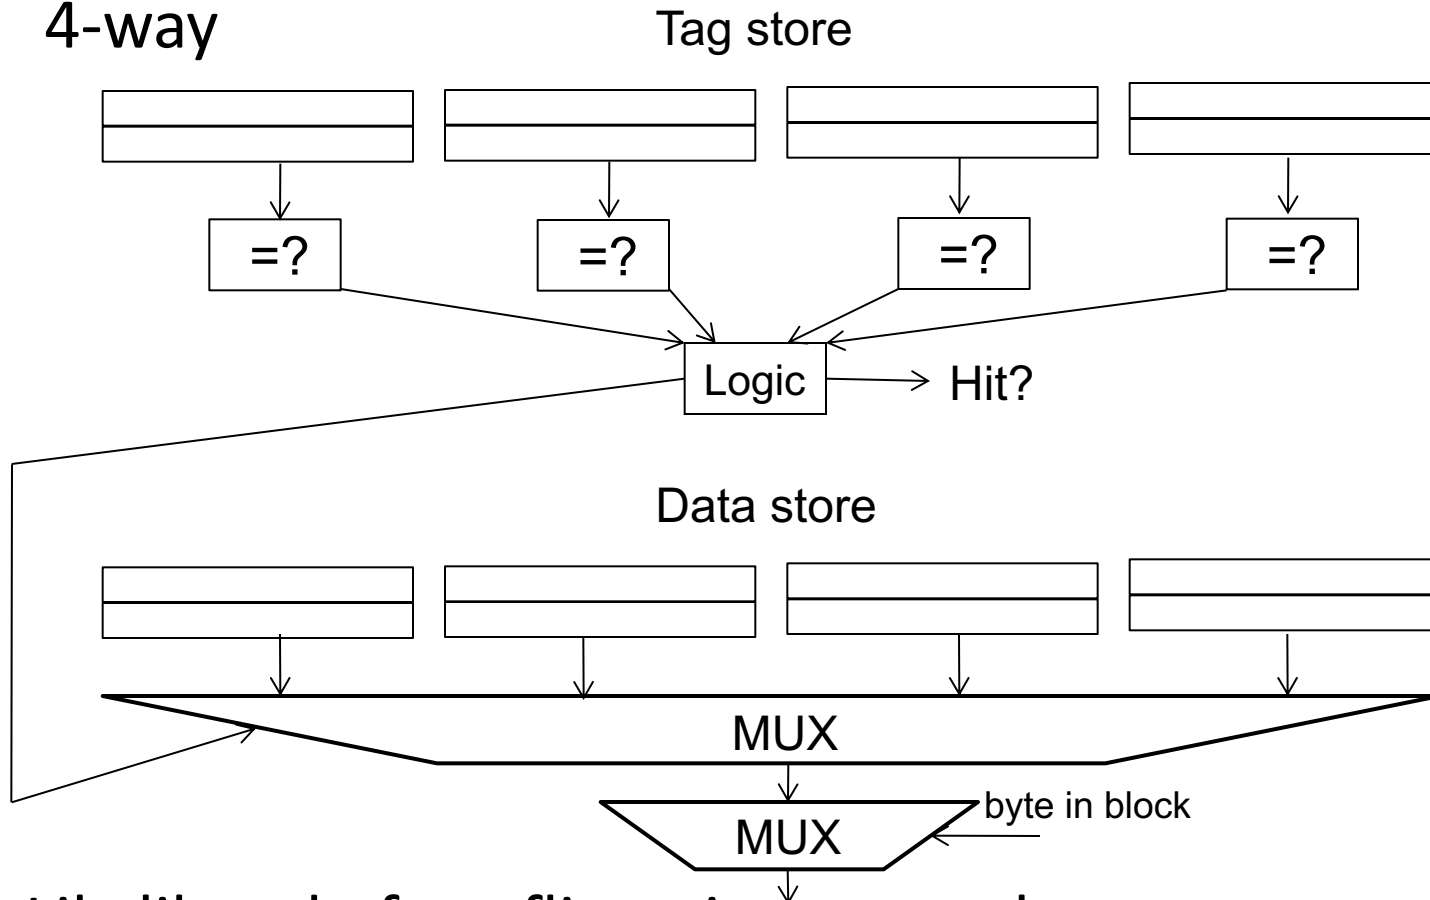 4-way
Tag store
=? =? =? =?
Logic
Hit?
Data store
MUX
byte in block
MUX